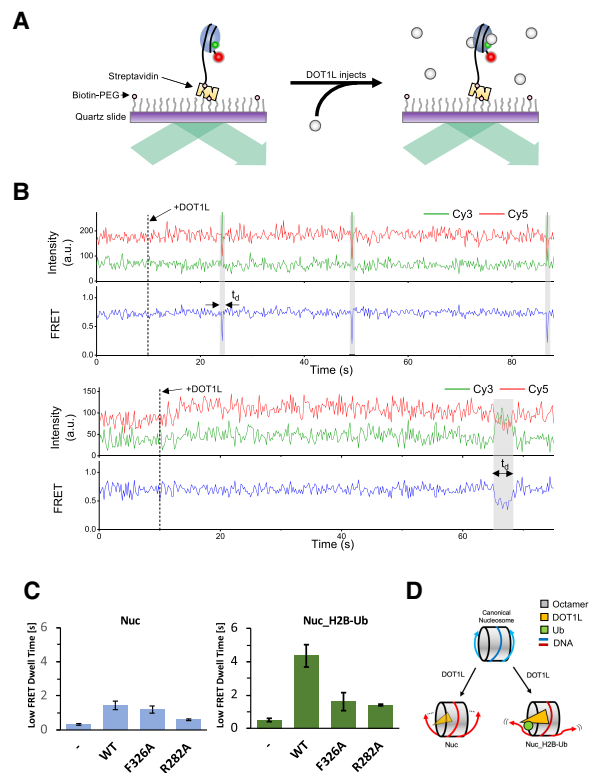 A
Streptavidin
Biotin-PEG
Quartz slide
DOT1L injects
B
+DOT1L
Cy3 Cy5
Intensity
(a.u.)
200
100
0
FRET
1.0
0.5
0.0
td
0 20 40 60 80
Time (s)
+DOT1L
Cy3 Cy5
Intensity
(a.u.)
150
100
50
0
FRET
1.0
0.5
0.0
td
0 20 40 60
Time (s)
C
Nuc
Low FRET Dwell Time [s]
6
4
2
0
- WT F326A R282A
Nuc_H2B-Ub
Low FRET Dwell Time [s]
6
4
2
0
- WT F326A R282A
D
Octamer
DOT1L
Ub
DNA
Canonical
Nucleosome
DOT1L DOT1L
Nuc Nuc_H2B-Ub